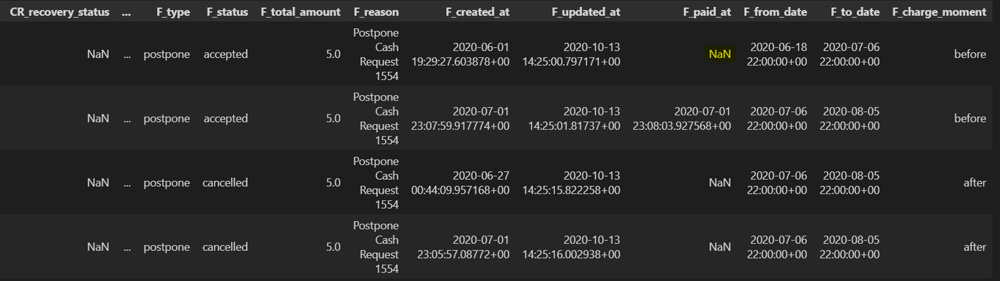 CR_recovery_status ... F_type F_status F_total_amount F_reason F_created_at F_updated_at F_paid_at F_from_date F_to_date F_charge_moment
Postpone
Cash 2020-06-01 2020-10-13 2020-06-18 2020-07-06
NaN ... postpone accepted 5.0 NaN before
Request 19:29:27.603878+00 14:25:00.797171+00 22:00:00+00 22:00:00+00
1554
Postpone
Cash 2020-07-01 2020-10-13 2020-07-01 2020-07-06 2020-08-05
NaN ... postpone accepted 5.0 before
Request 23:07:59.917774+00 14:25:01.81737+00 23:08:03.927568+00 22:00:00+00 22:00:00+00
1554
Postpone
Cash 2020-06-27 2020-10-13 2020-07-06 2020-08-05
NaN ... postpone cancelled 5.0 NaN after
Request 00:44:09.957168+00 14:25:15.822258+00 22:00:00+00 22:00:00+00
1554
Postpone
Cash 2020-07-01 2020-10-13 2020-07-06 2020-08-05
NaN ... postpone cancelled 5.0 NaN after
Request 23:05:57.08772+00 14:25:16.002938+00 22:00:00+00 22:00:00+00
1554